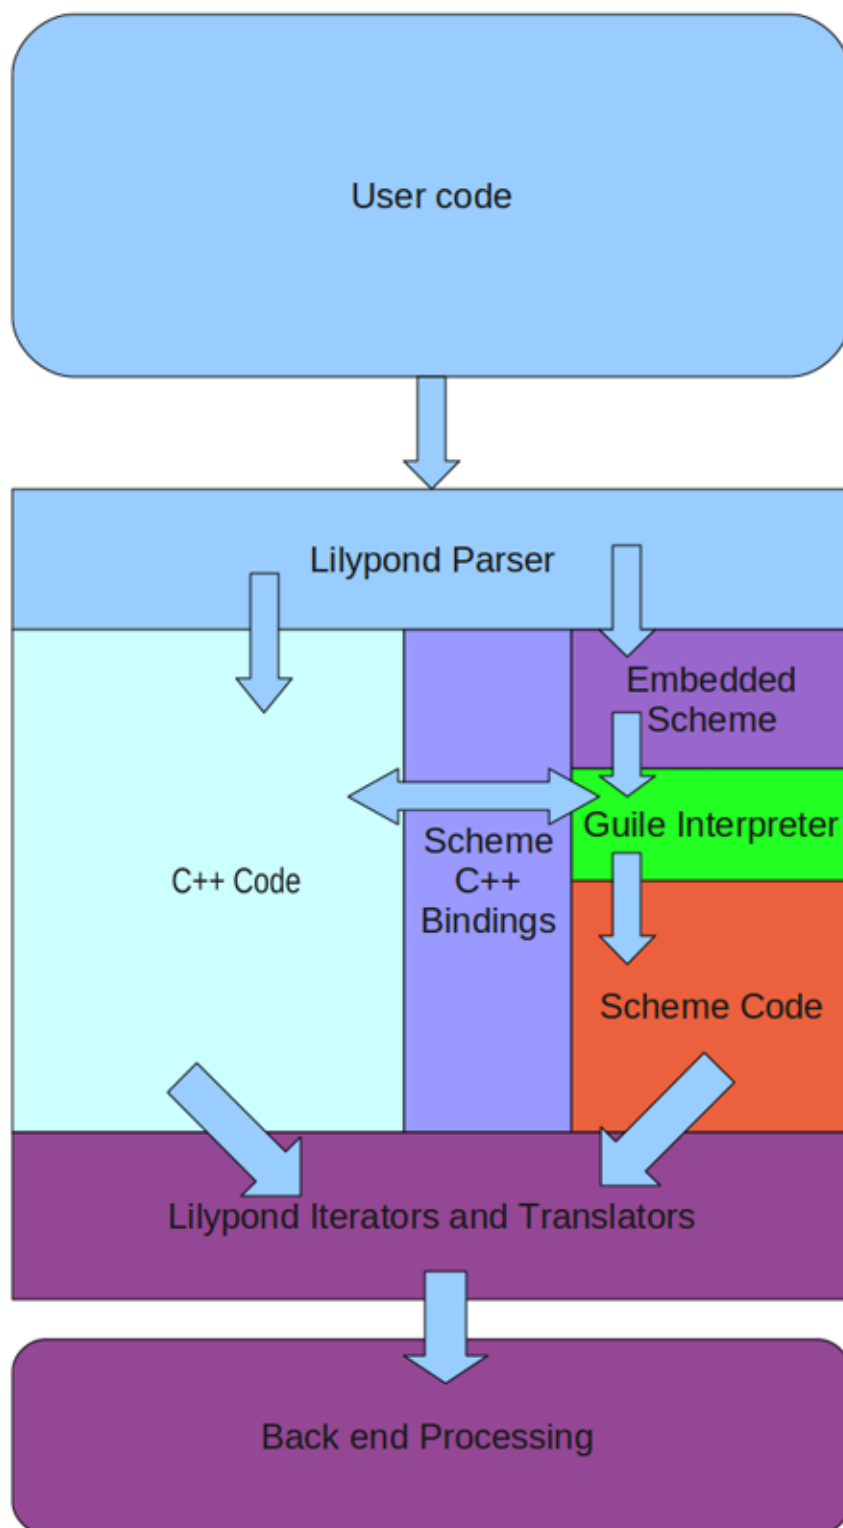 User code
Lilypond Parser
Embedded
Scheme
Guile Interpreter
Scheme
C++
Bindings
C++ Code
Scheme Code
Lilypond Iterators and Translators
Back end Processing